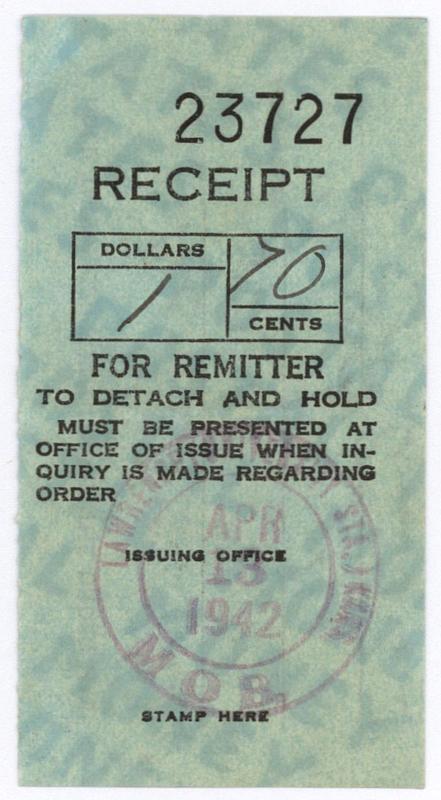 23727
RECEIPT
DOLLARS
1
70
CENTS
FOR REMITTER
TO DETACH AND HOLD
MUST BE PRESENTED AT
OFFICE OF ISSUE WHEN IN-
QUIRY IS MADE REGARDING
ORDER
ISSUING OFFICE
APR
13
1942
M.O.B.
STAMP HERE